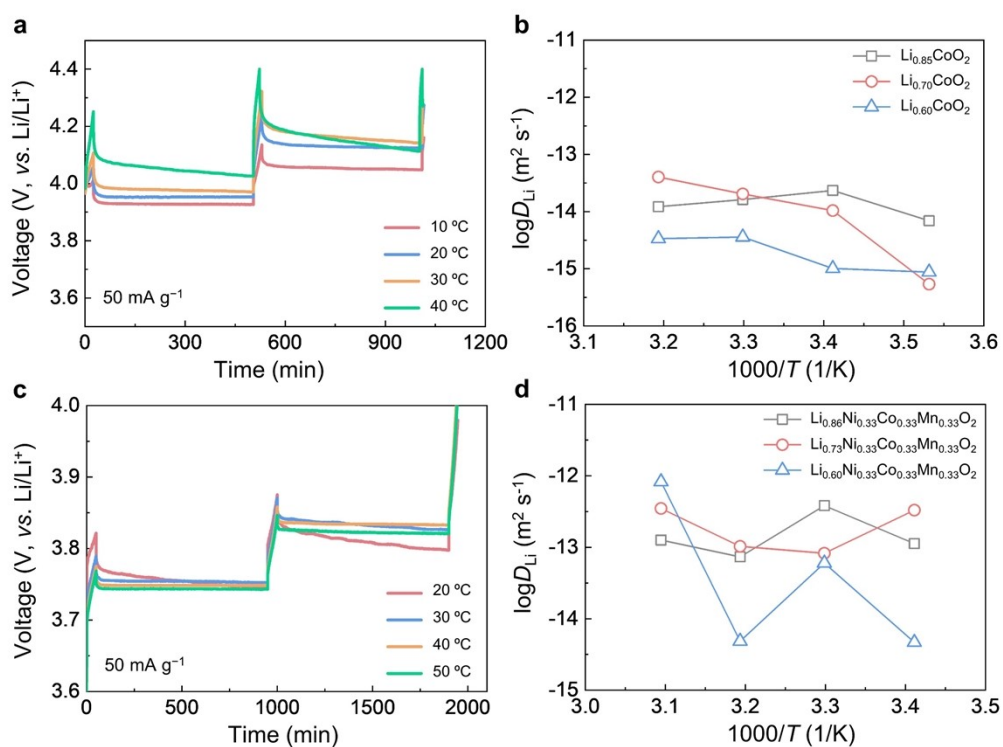 a
4.4
4.2
4.0
3.8
3.6
Voltage (V, vs. Li/Li⁺)
10 ºC
20 ºC
30 ºC
40 ºC
50 mA g⁻¹
0 300 600 900 1200
Time (min)
b
-11
-12
-13
-14
-15
-16
logD_Li (m² s⁻¹)
Li₀.₈₅CoO₂
Li₀.₇₀CoO₂
Li₀.₆₀CoO₂
3.1 3.2 3.3 3.4 3.5 3.6
1000/T (1/K)
c
4.0
3.9
3.8
3.7
3.6
Voltage (V, vs. Li/Li⁺)
20 ºC
30 ºC
40 ºC
50 ºC
50 mA g⁻¹
0 500 1000 1500 2000
Time (min)
d
-11
-12
-13
-14
-15
logD_Li (m² s⁻¹)
Li₀.₈₆Ni₀.₃₃Co₀.₃₃Mn₀.₃₃O₂
Li₀.₇₃Ni₀.₃₃Co₀.₃₃Mn₀.₃₃O₂
Li₀.₆₀Ni₀.₃₃Co₀.₃₃Mn₀.₃₃O₂
3.0 3.1 3.2 3.3 3.4 3.5
1000/T (1/K)